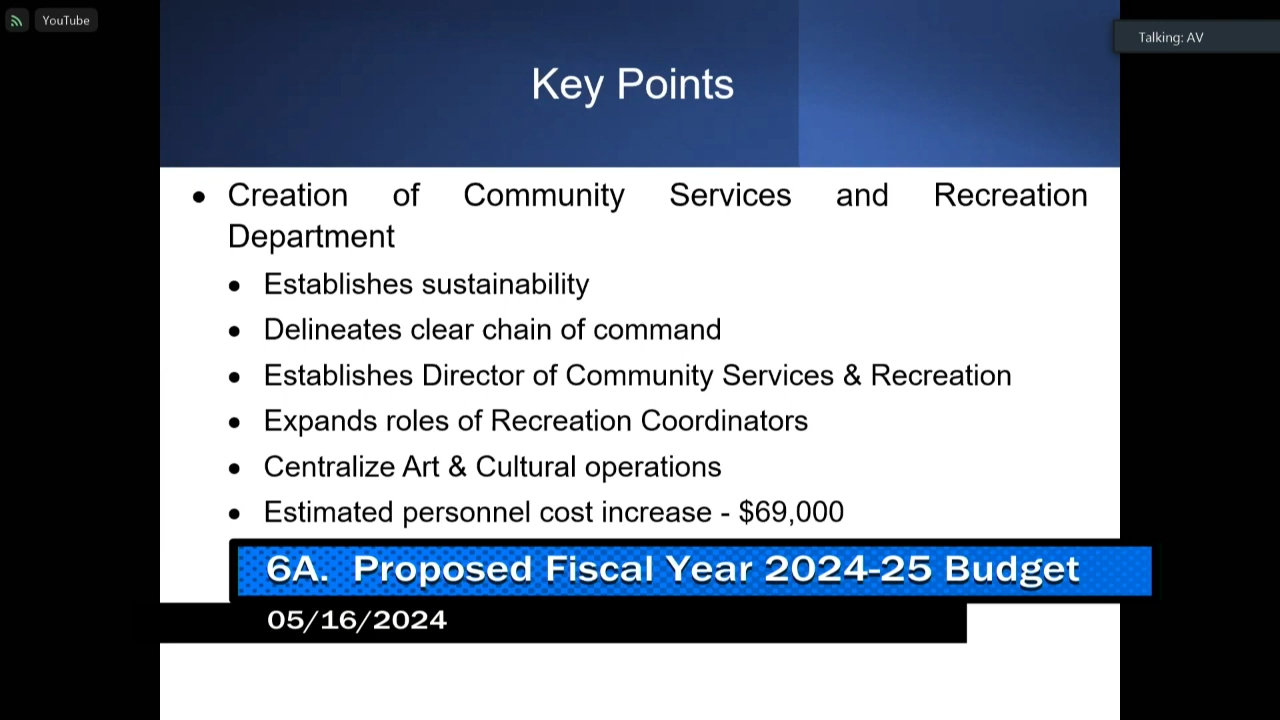 YouTube
Talking: AV
Key Points
• Creation of Community Services and Recreation
Department
• Establishes sustainability
• Delineates clear chain of command
• Establishes Director of Community Services & Recreation
• Expands roles of Recreation Coordinators
• Centralize Art & Cultural operations
• Estimated personnel cost increase - $69,000
6A. Proposed Fiscal Year 2024-25 Budget
05/16/2024